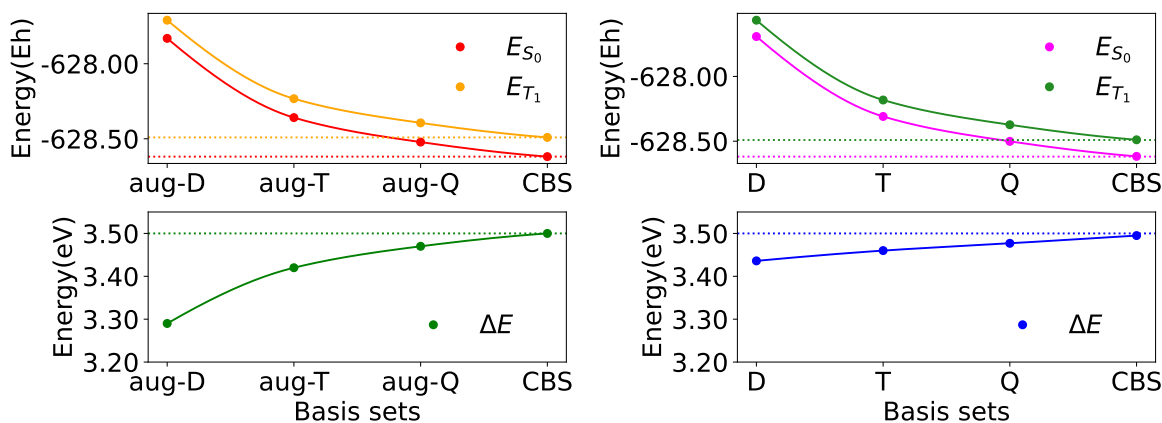 Energy(Eh)
-628.00
-628.50
E_{S_0}
E_{T_1}
aug-D aug-T aug-Q CBS
Energy(Eh)
-628.00
-628.50
E_{S_0}
E_{T_1}
D T Q CBS
Energy(eV)
3.50
3.40
3.30
3.20
ΔE
aug-D aug-T aug-Q CBS
Basis sets
Energy(eV)
3.50
3.40
3.30
3.20
ΔE
D T Q CBS
Basis sets